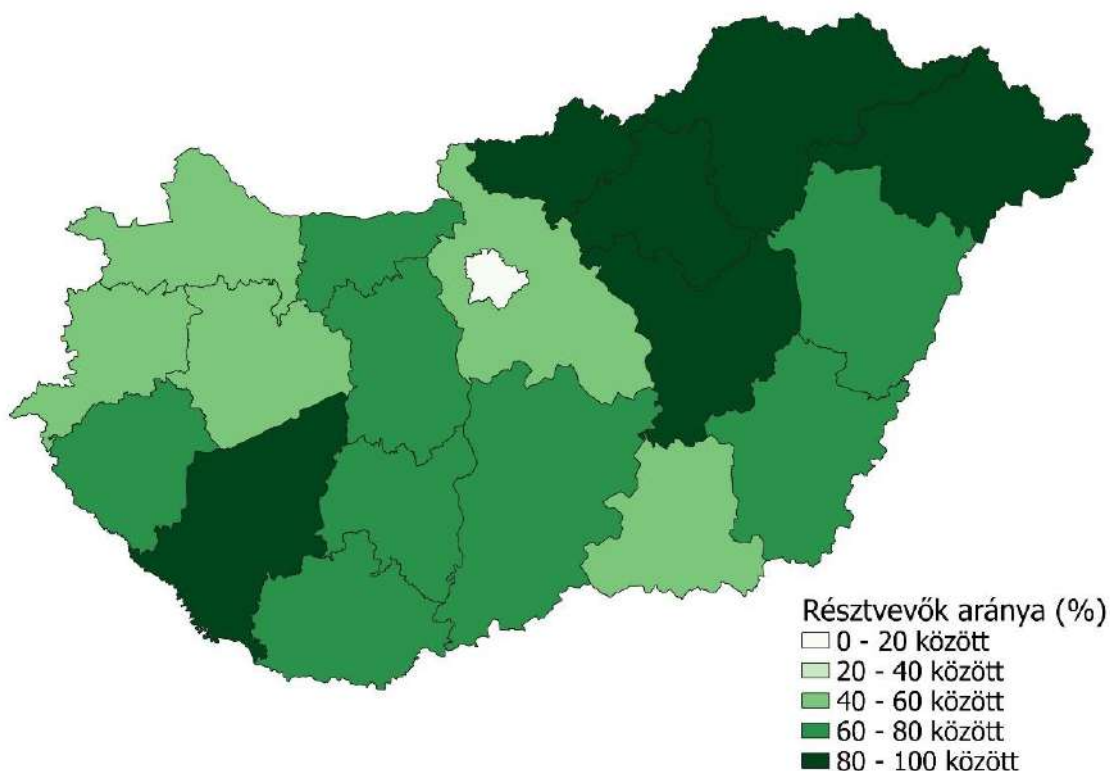 Résztvevők aránya (%)
0 - 20 között
20 - 40 között
40 - 60 között
60 - 80 között
80 - 100 között